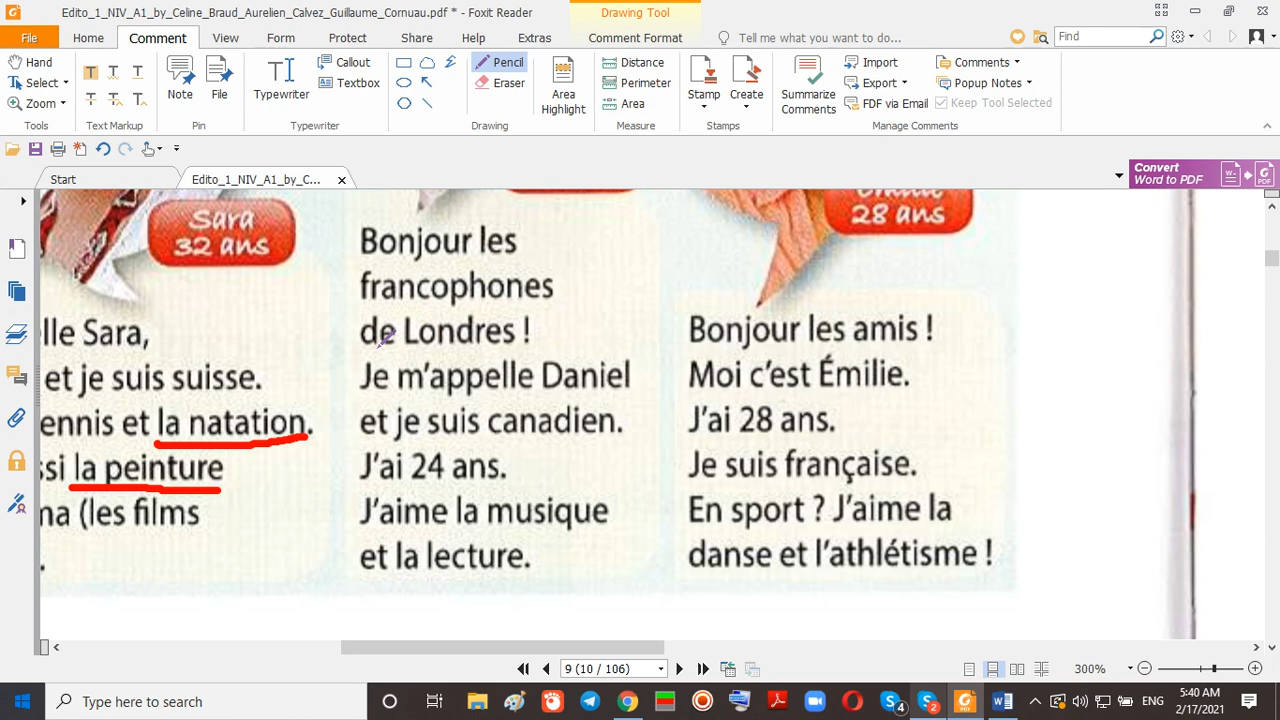 Edito_1_NIV_A1_by_Celine_Braud_Aurelien_Calvez_Guillaume_Cornuau.pdf * - Foxit Reader
Drawing Tool
File
Home
Comment
View
Form
Protect
Share
Help
Extras
Comment Format
Tell me what you want to do...
Find
Hand
Select
Zoom
Tools
Text Markup
Note
File
Pin
Typewriter
Callout
Textbox
Typewriter
Pencil
Eraser
Area Highlight
Drawing
Distance
Perimeter
Area
Measure
Stamp
Create
Stamps
Summarize Comments
Import
Export
FDF via Email
Comments
Popup Notes
Keep Tool Selected
Manage Comments
Start
Edito_1_NIV_A1_by_C...
Convert
Word to PDF
Sara
32 ans
lle Sara,
et je suis suisse.
ennis et la natation.
ssi la peinture
na (les films
.
Bonjour les
francophones
de Londres !
Je m'appelle Daniel
et je suis canadien.
J'ai 24 ans.
J'aime la musique
et la lecture.
28 ans
Bonjour les amis !
Moi c'est Émilie.
J'ai 28 ans.
Je suis française.
En sport ? J'aime la
danse et l'athlétisme !
9 (10 / 106)
300%
Type here to search
ENG
5:40 AM
2/17/2021